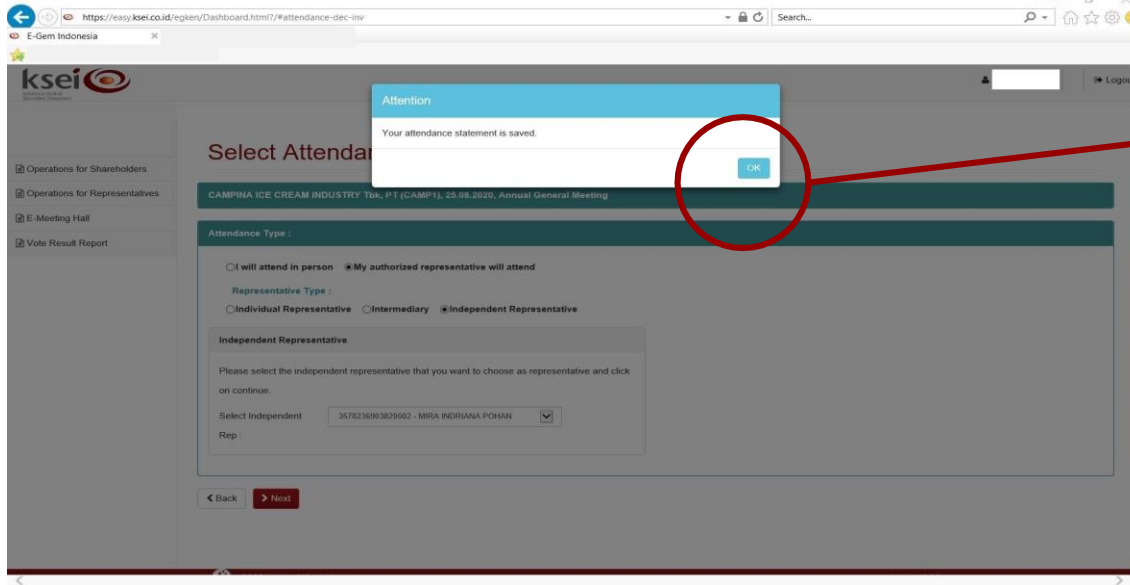 https://easy.ksei.co.id/egken/Dashboard.html?/#attendance-dec-inv
Search...
E-Gem Indonesia
ksei
Logou
Attention
Your attendance statement is saved.
OK
Select Attendan
Operations for Shareholders
Operations for Representatives
E-Meeting Hall
Vote Result Report
CAMPINA ICE CREAM INDUSTRY Tbk, PT (CAMP1), 25.08.2020, Annual General Meeting
Attendance Type :
I will attend in person My authorized representative will attend
Representative Type :
Individual Representative Intermediary Independent Representative
Independent Representative
Please select the independent representative that you want to choose as representative and click
on continue.
Select Independent
Rep :
3578236903820002 - MIRA INDRIANA POHAN
Back
Next